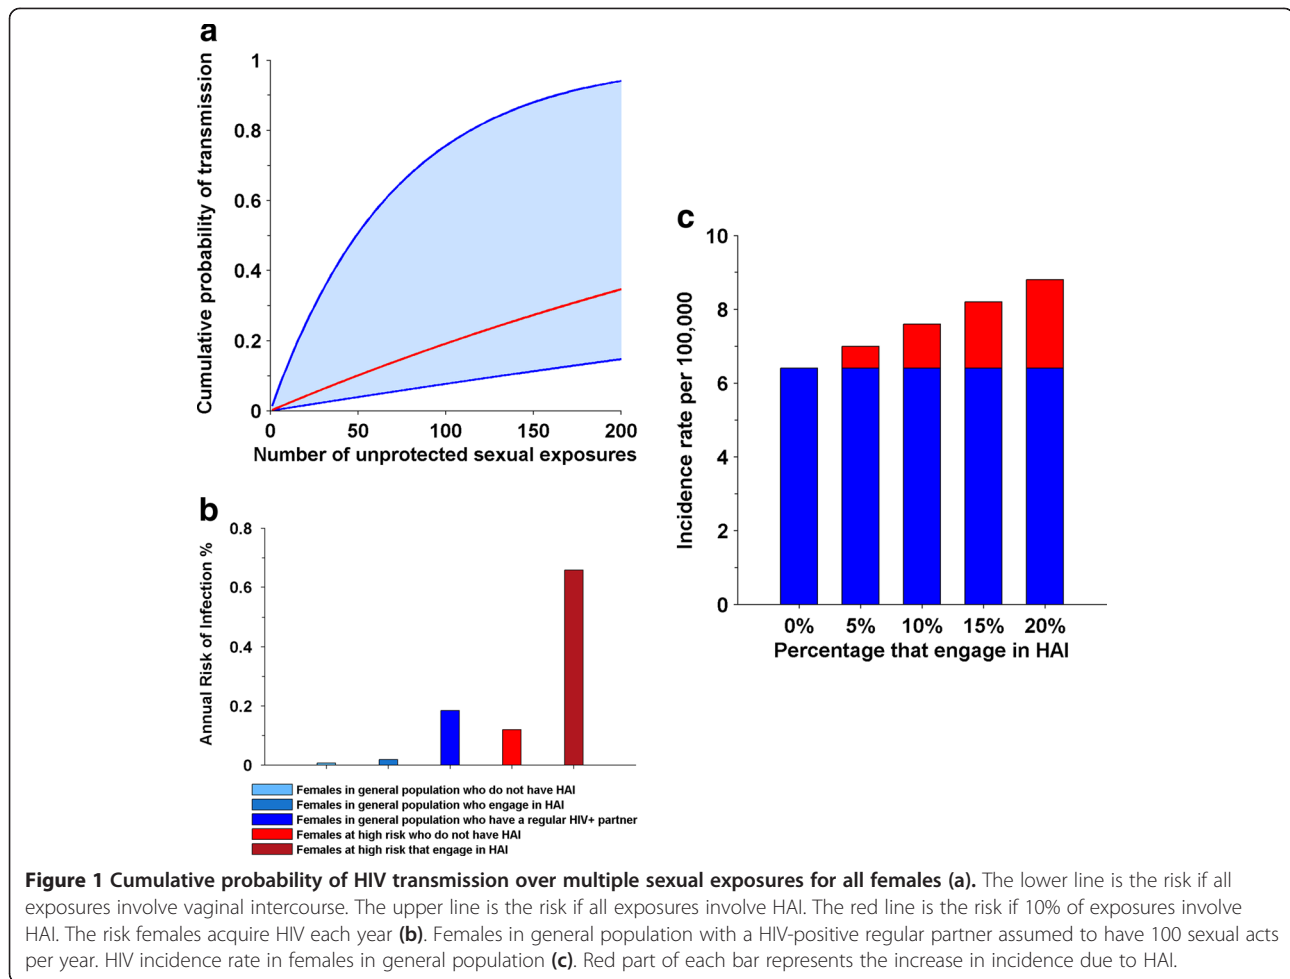 a
Cumulative probability of transmission
1
0.8
0.6
0.4
0.2
0
0 50 100 150 200
Number of unprotected sexual exposures
b
Annual Risk of Infection %
0.8
0.6
0.4
0.2
0
Females in general population who do not have HAI
Females in general population who engage in HAI
Females in general population who have a regular HIV+ partner
Females at high risk who do not have HAI
Females at high risk that engage in HAI
c
Incidence rate per 100,000
10
8
6
4
2
0
0% 5% 10% 15% 20%
Percentage that engage in HAI
Figure 1 Cumulative probability of HIV transmission over multiple sexual exposures for all females (a). The lower line is the risk if all
exposures involve vaginal intercourse. The upper line is the risk if all exposures involve HAI. The red line is the risk if 10% of exposures involve
HAI. The risk females acquire HIV each year (b). Females in general population with a HIV-positive regular partner assumed to have 100 sexual acts
per year. HIV incidence rate in females in general population (c). Red part of each bar represents the increase in incidence due to HAI.